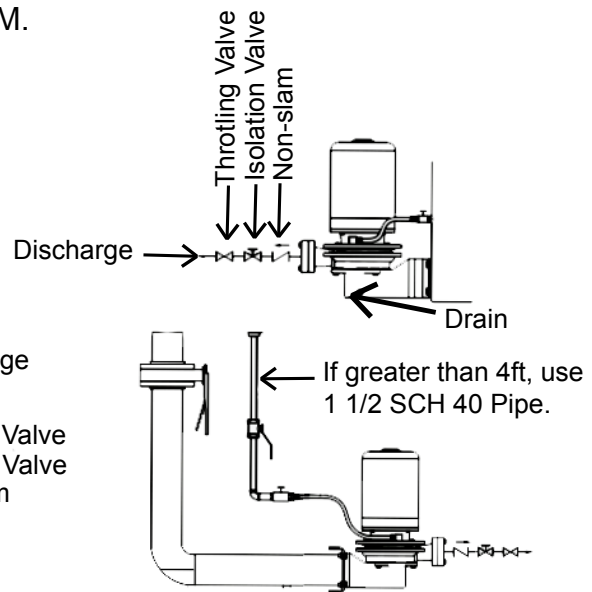 M.
Throtling Valve
Isolation Valve
Non-slam
Discharge
Drain
ge
If greater than 4ft, use
1 1/2 SCH 40 Pipe.
Valve
Valve